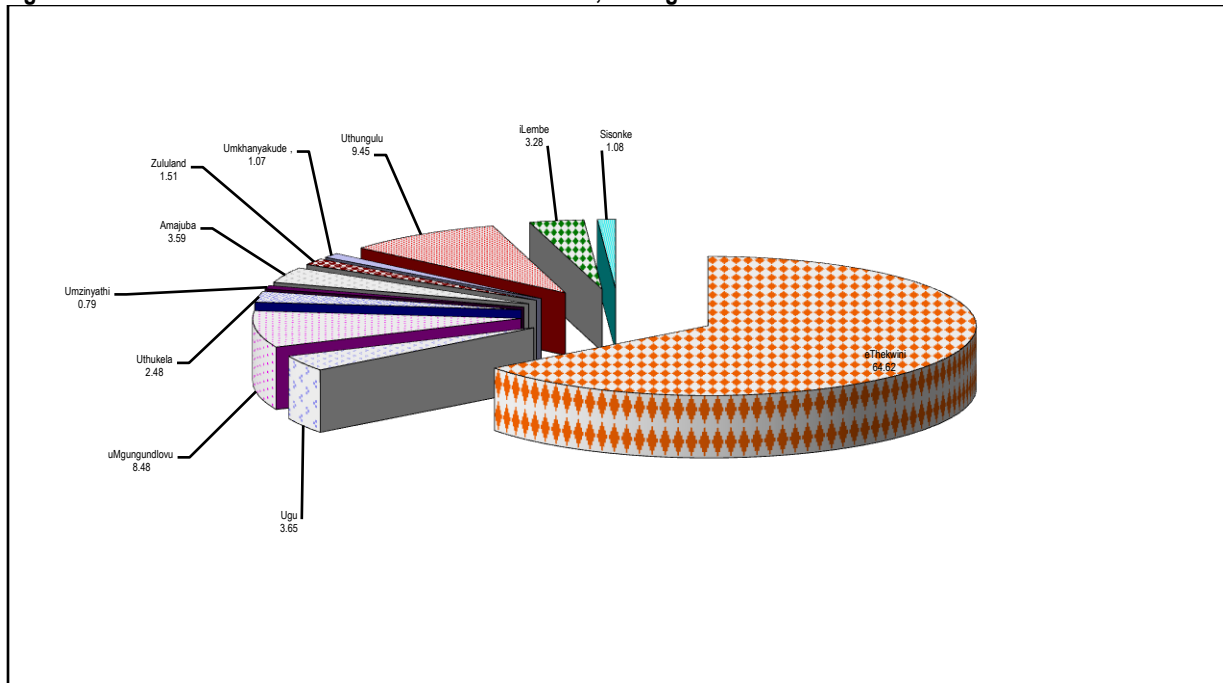 iLembe
3.28
Sisonke
1.08
Uthungulu
9.45
Umkhanyakude ,
1.07
Zululand
1.51
Amajuba
3.59
Umzinyathi
0.79
Uthukela
2.48
eThekwini
64.62
uMgungundlovu
8.48
Ugu
3.65